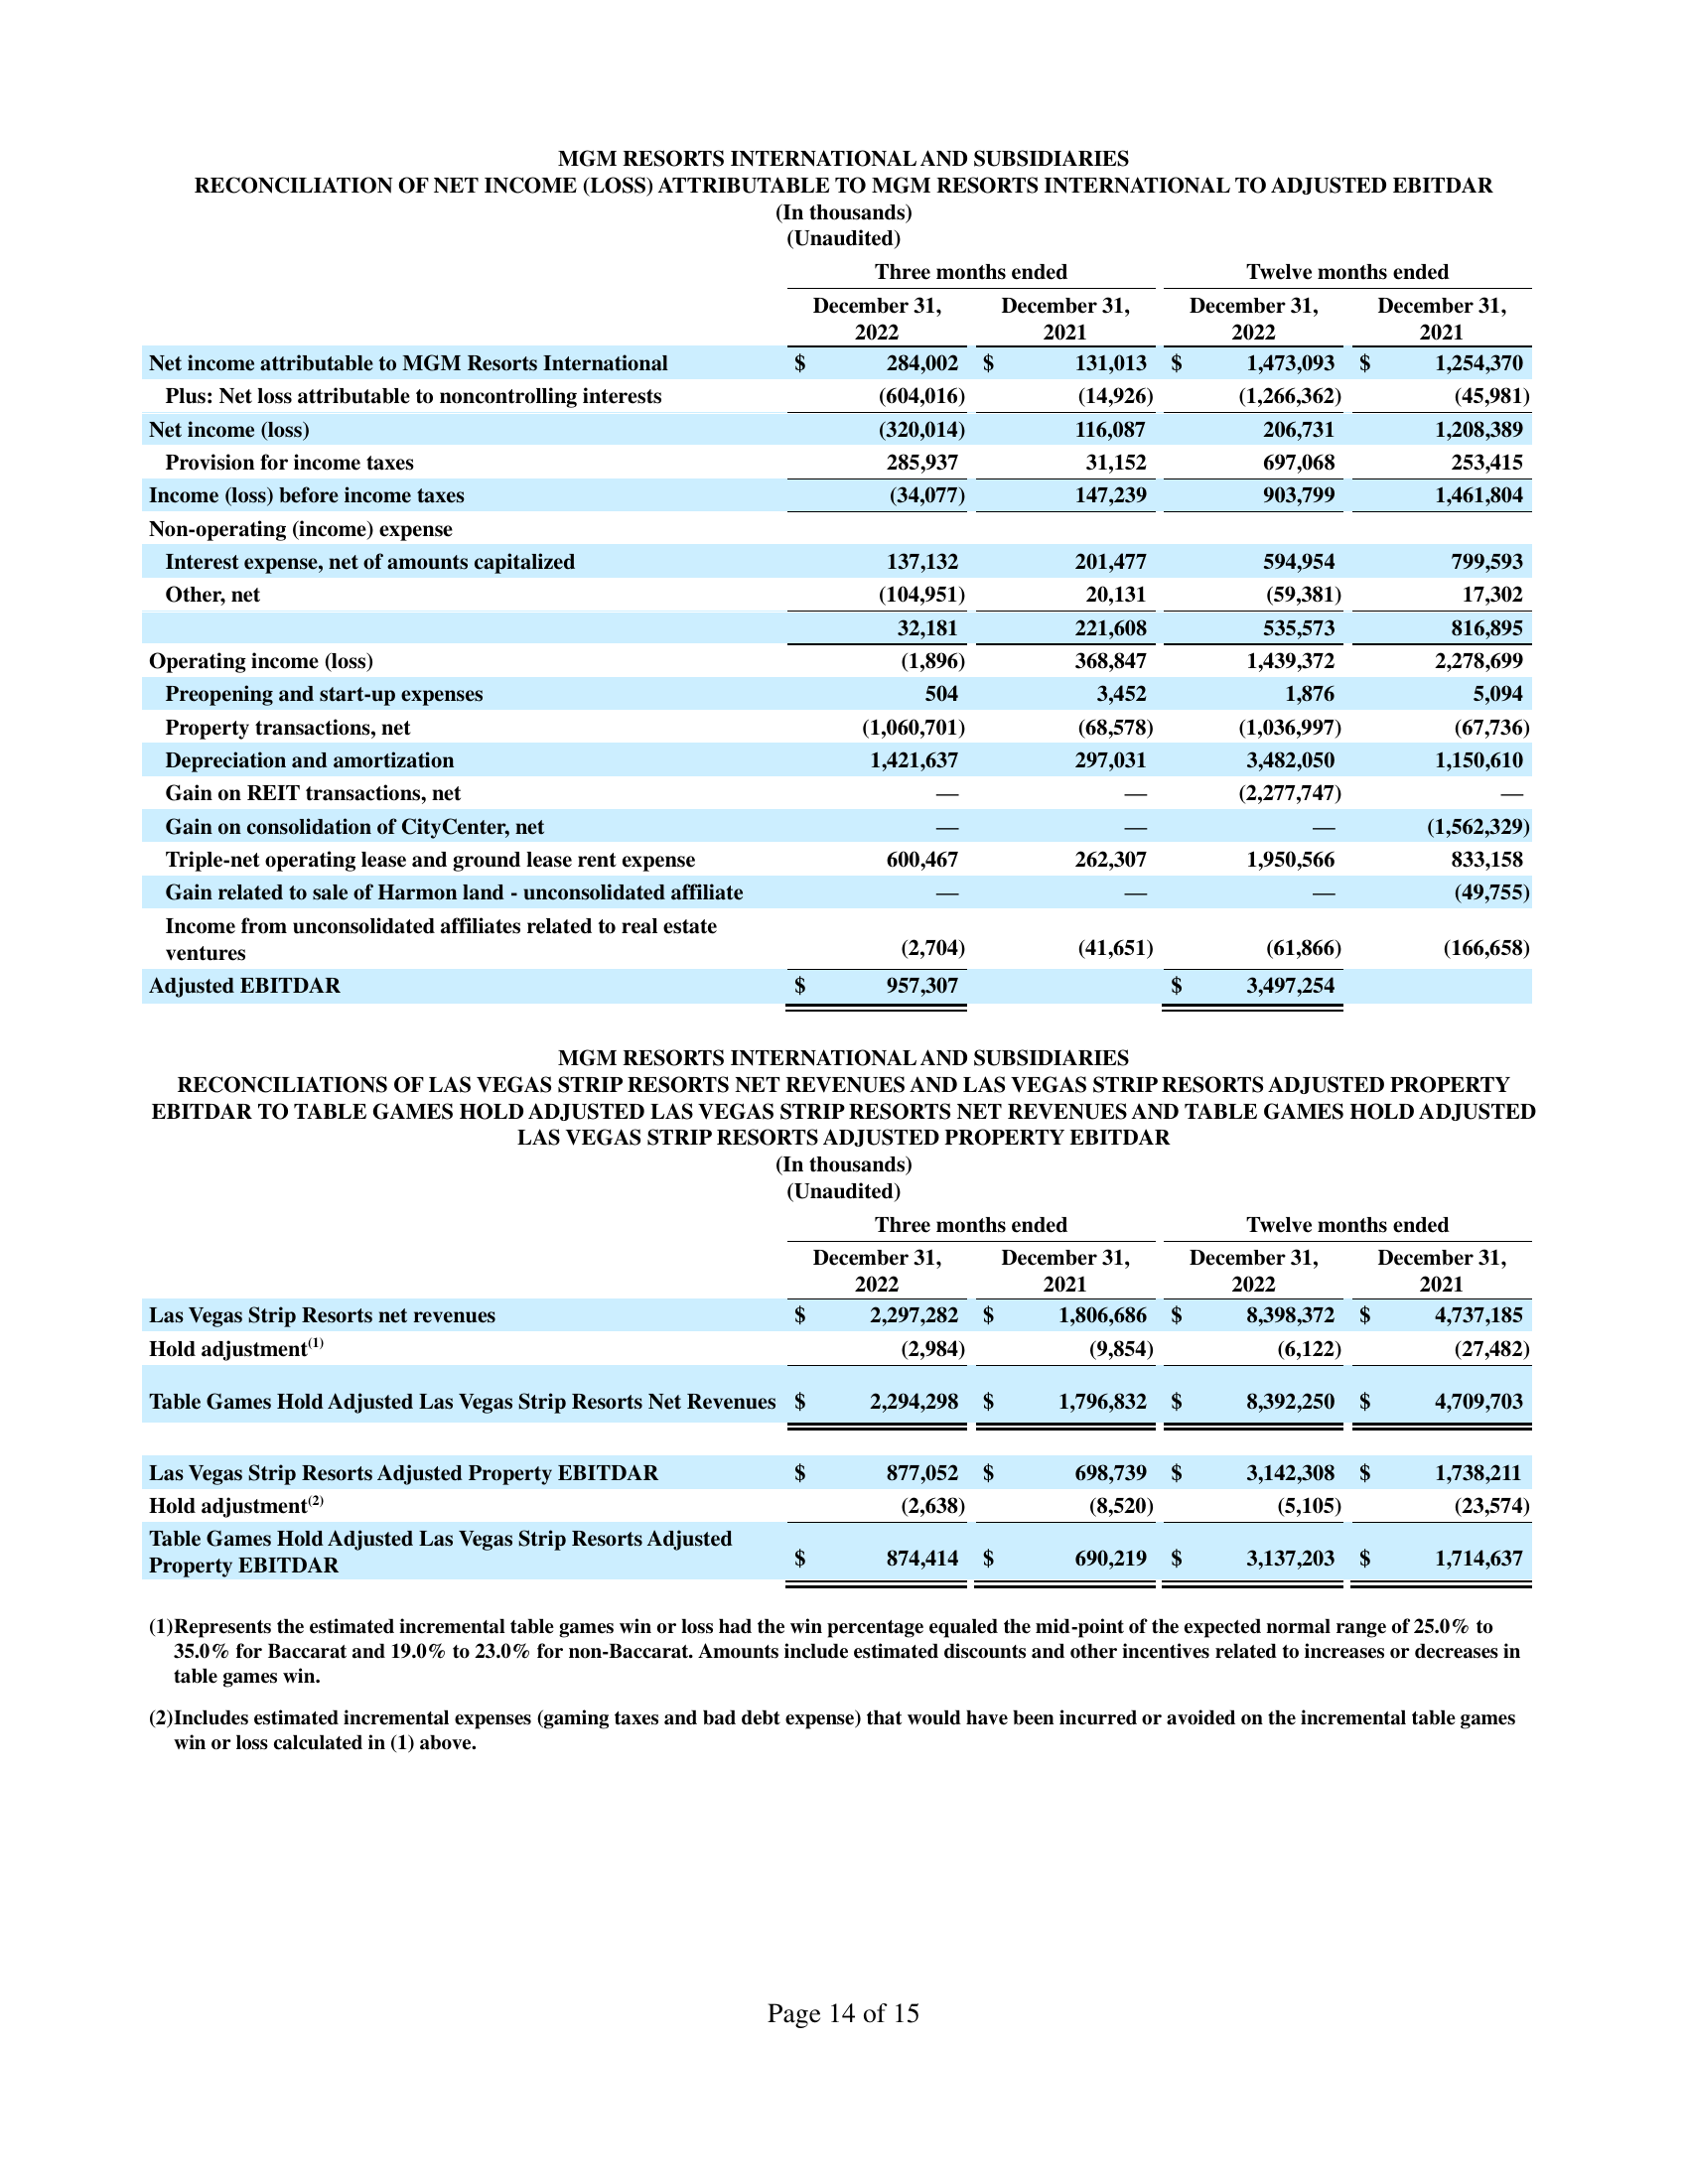 MGM RESORTS INTERNATIONAL AND SUBSIDIARIES
RECONCILIATION OF NET INCOME (LOSS) ATTRIBUTABLE TO MGM RESORTS INTERNATIONAL TO ADJUSTED EBITDAR
(In thousands)
(Unaudited)
Three months ended Twelve months ended
December 31, 2022 December 31, 2021 December 31, 2022 December 31, 2021
Net income attributable to MGM Resorts International $ 284,002 $ 131,013 $ 1,473,093 $ 1,254,370
Plus: Net loss attributable to noncontrolling interests (604,016) (14,926) (1,266,362) (45,981)
Net income (loss) (320,014) 116,087 206,731 1,208,389
Provision for income taxes 285,937 31,152 697,068 253,415
Income (loss) before income taxes (34,077) 147,239 903,799 1,461,804
Non-operating (income) expense
Interest expense, net of amounts capitalized 137,132 201,477 594,954 799,593
Other, net (104,951) 20,131 (59,381) 17,302
32,181 221,608 535,573 816,895
Operating income (loss) (1,896) 368,847 1,439,372 2,278,699
Preopening and start-up expenses 504 3,452 1,876 5,094
Property transactions, net (1,060,701) (68,578) (1,036,997) (67,736)
Depreciation and amortization 1,421,637 297,031 3,482,050 1,150,610
Gain on REIT transactions, net — — (2,277,747) —
Gain on consolidation of CityCenter, net — — — (1,562,329)
Triple-net operating lease and ground lease rent expense 600,467 262,307 1,950,566 833,158
Gain related to sale of Harmon land - unconsolidated affiliate — — — (49,755)
Income from unconsolidated affiliates related to real estate
ventures (2,704) (41,651) (61,866) (166,658)
Adjusted EBITDAR $ 957,307 $ 3,497,254
MGM RESORTS INTERNATIONAL AND SUBSIDIARIES
RECONCILIATIONS OF LAS VEGAS STRIP RESORTS NET REVENUES AND LAS VEGAS STRIP RESORTS ADJUSTED PROPERTY
EBITDAR TO TABLE GAMES HOLD ADJUSTED LAS VEGAS STRIP RESORTS NET REVENUES AND TABLE GAMES HOLD ADJUSTED
LAS VEGAS STRIP RESORTS ADJUSTED PROPERTY EBITDAR
(In thousands)
(Unaudited)
Three months ended Twelve months ended
December 31, 2022 December 31, 2021 December 31, 2022 December 31, 2021
Las Vegas Strip Resorts net revenues $ 2,297,282 $ 1,806,686 $ 8,398,372 $ 4,737,185
Hold adjustment(1) (2,984) (9,854) (6,122) (27,482)
Table Games Hold Adjusted Las Vegas Strip Resorts Net Revenues $ 2,294,298 $ 1,796,832 $ 8,392,250 $ 4,709,703
Las Vegas Strip Resorts Adjusted Property EBITDAR $ 877,052 $ 698,739 $ 3,142,308 $ 1,738,211
Hold adjustment(2) (2,638) (8,520) (5,105) (23,574)
Table Games Hold Adjusted Las Vegas Strip Resorts Adjusted
Property EBITDAR $ 874,414 $ 690,219 $ 3,137,203 $ 1,714,637
(1)Represents the estimated incremental table games win or loss had the win percentage equaled the mid-point of the expected normal range of 25.0% to
35.0% for Baccarat and 19.0% to 23.0% for non-Baccarat. Amounts include estimated discounts and other incentives related to increases or decreases in
table games win.
(2)Includes estimated incremental expenses (gaming taxes and bad debt expense) that would have been incurred or avoided on the incremental table games
win or loss calculated in (1) above.
Page 14 of 15